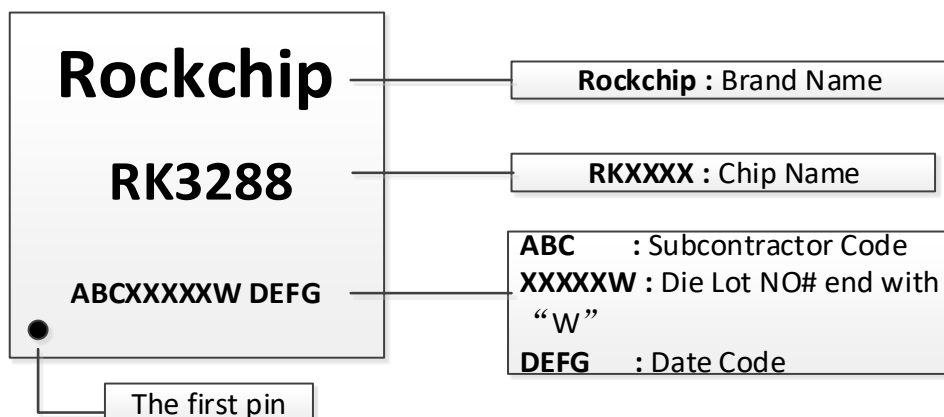 Rockchip
Rockchip : Brand Name
RK3288
RKXXXX : Chip Name
ABCXXXXXW DEFG
ABC : Subcontractor Code
XXXXXW : Die Lot NO# end with
“W”
DEFG : Date Code
The first pin